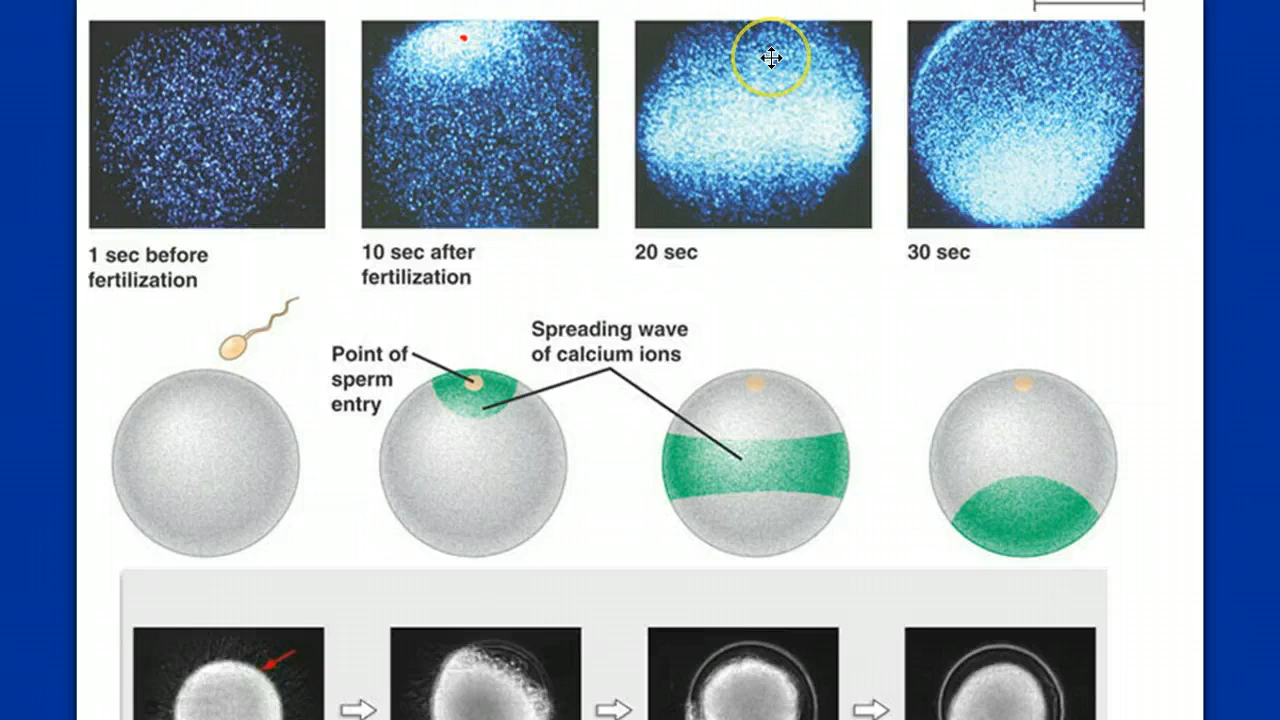 1 sec before
fertilization
10 sec after
fertilization
20 sec
30 sec
Point of
sperm
entry
Spreading wave
of calcium ions